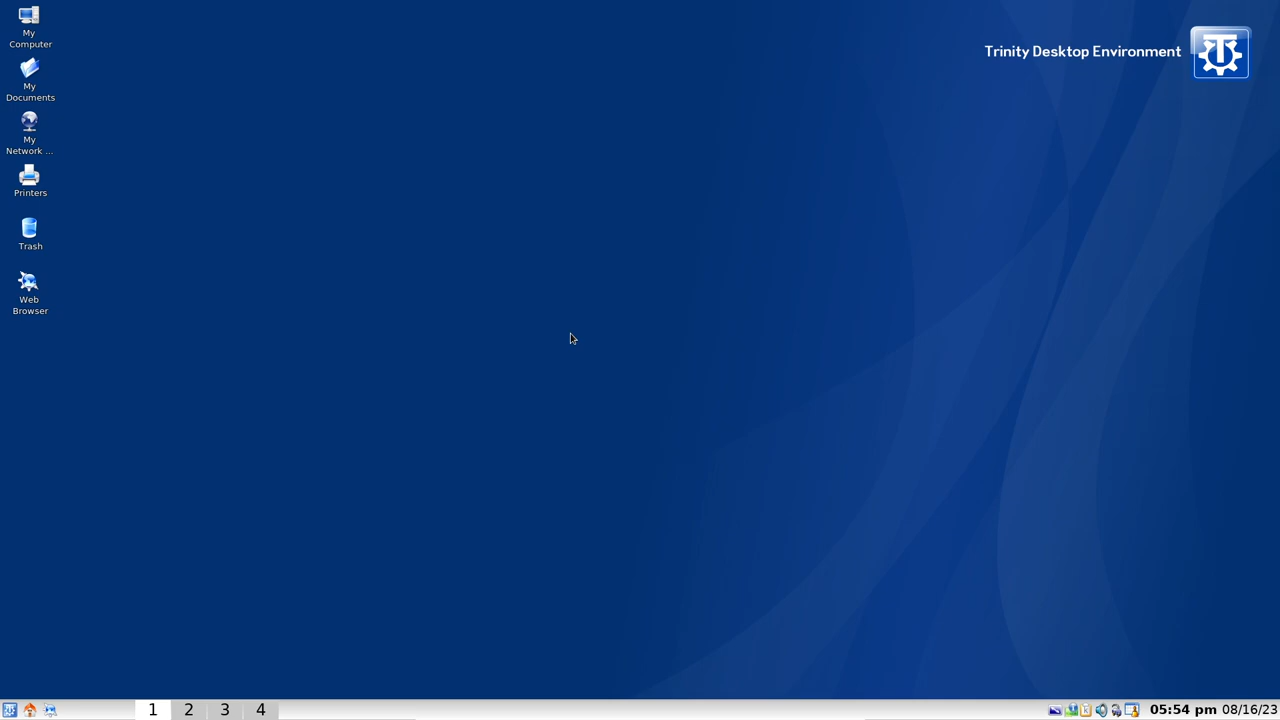 Trinity Desktop Environment
My
Computer
My
Documents
My
Network ...
Printers
Trash
Web
Browser
1 2 3 4 05:54 pm 08/16/23